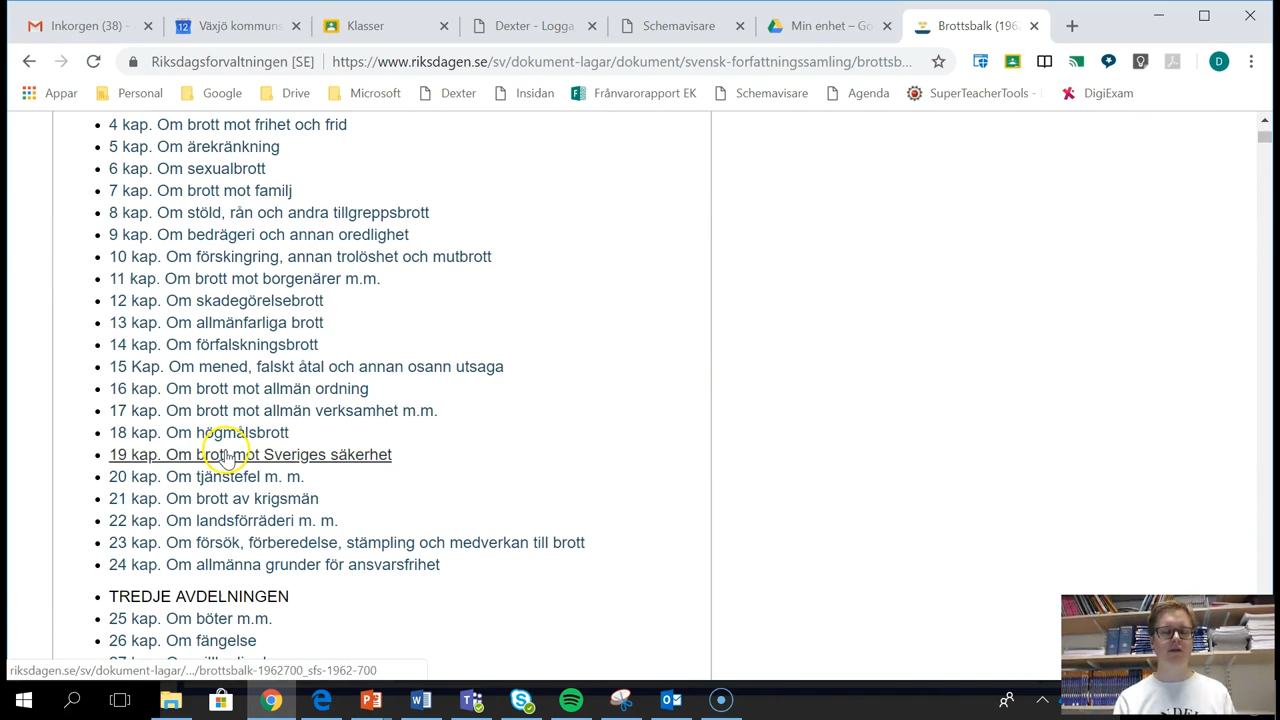 Inkorgen (38) -
Växjö kommuns
Klasser
Dexter - Logga
Schemavisare
Min enhet – Go
Brottsbalk (196
Riksdagsforvaltningen [SE]
https://www.riksdagen.se/sv/dokument-lagar/dokument/svensk-forfattningssamling/brottsb...
Appar
Personal
Google
Drive
Microsoft
Dexter
Insidan
Frånvarorapport EK
Schemavisare
Agenda
SuperTeacherTools -
DigiExam
4 kap. Om brott mot frihet och frid
5 kap. Om ärekränkning
6 kap. Om sexualbrott
7 kap. Om brott mot familj
8 kap. Om stöld, rån och andra tillgreppsbrott
9 kap. Om bedrägeri och annan oredlighet
10 kap. Om förskingring, annan trolöshet och mutbrott
11 kap. Om brott mot borgenärer m.m.
12 kap. Om skadegörelsebrott
13 kap. Om allmänfarliga brott
14 kap. Om förfalskningsbrott
15 Kap. Om mened, falskt åtal och annan osann utsaga
16 kap. Om brott mot allmän ordning
17 kap. Om brott mot allmän verksamhet m.m.
18 kap. Om högmålsbrott
19 kap. Om brott mot Sveriges säkerhet
20 kap. Om tjänstefel m. m.
21 kap. Om brott av krigsmän
22 kap. Om landsförräderi m. m.
23 kap. Om försök, förberedelse, stämpling och medverkan till brott
24 kap. Om allmänna grunder för ansvarsfrihet
TREDJE AVDELNINGEN
25 kap. Om böter m.m.
26 kap. Om fängelse
riksdagen.se/sv/dokument-lagar/.../brottsbalk-1962700_sfs-1962-700